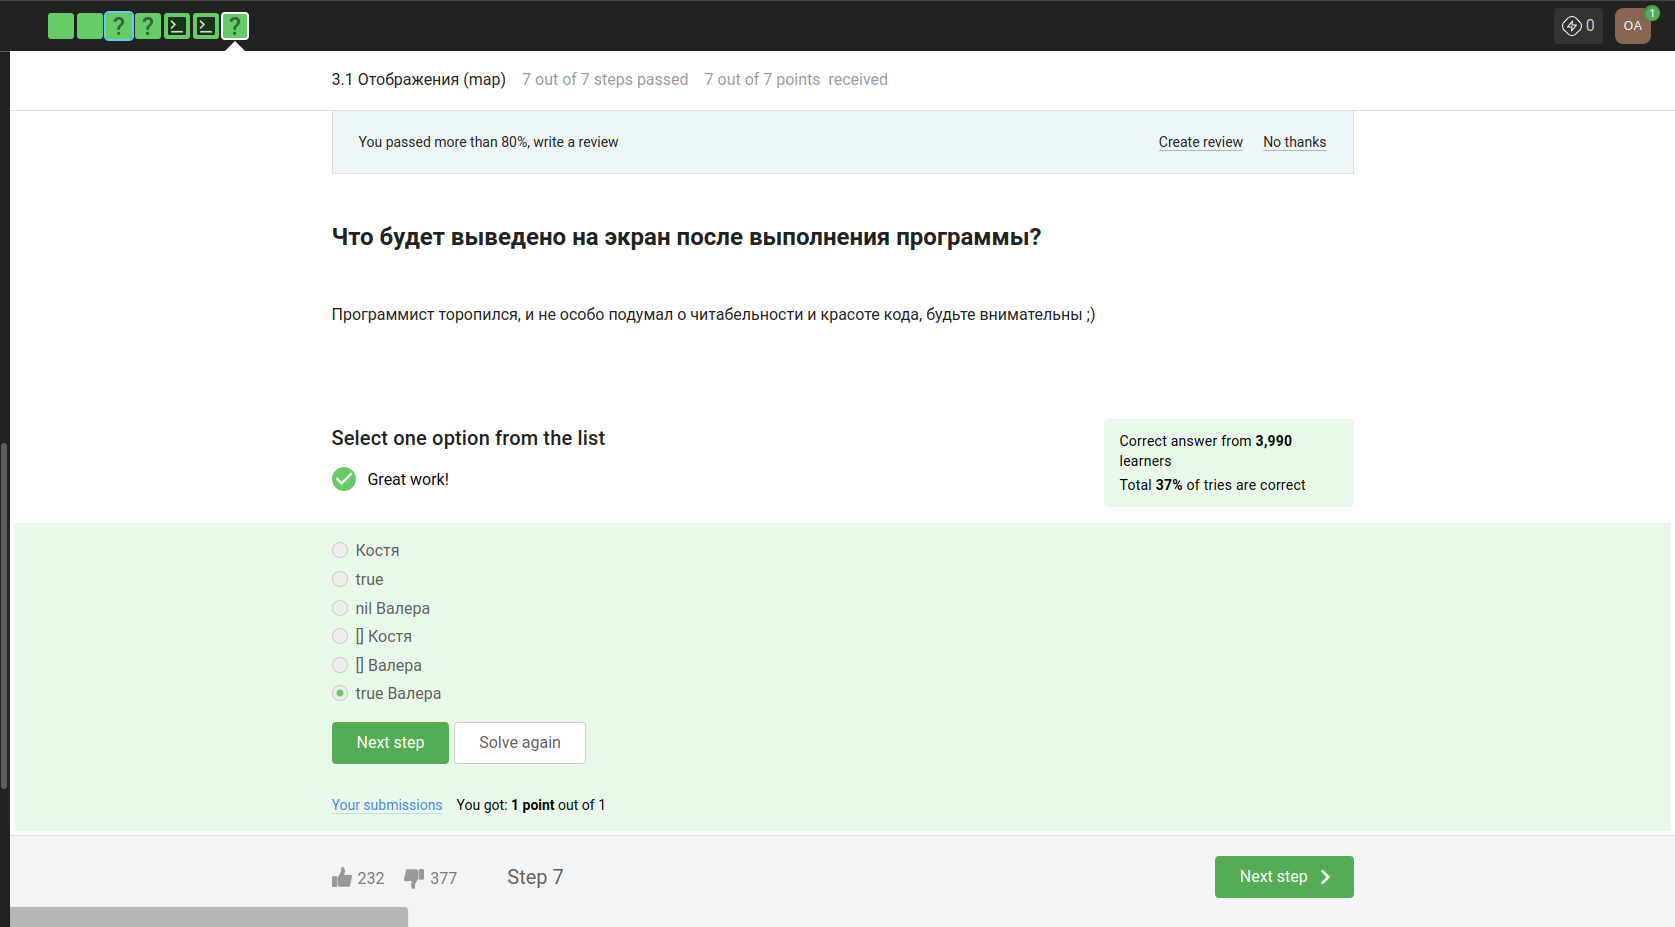 ? ? ? 0 OA 1
3.1 Отображения (map) 7 out of 7 steps passed 7 out of 7 points received
You passed more than 80%, write a review Create review No thanks
Что будет выведено на экран после выполнения программы?
Программист торопился, и не особо подумал о читабельности и красоте кода, будьте внимательны ;)
Select one option from the list
Great work!
Correct answer from 3,990
learners
Total 37% of tries are correct
Костя
true
nil Валера
[] Костя
[] Валера
true Валера
Next step Solve again
Your submissions You got: 1 point out of 1
232 377 Step 7 Next step